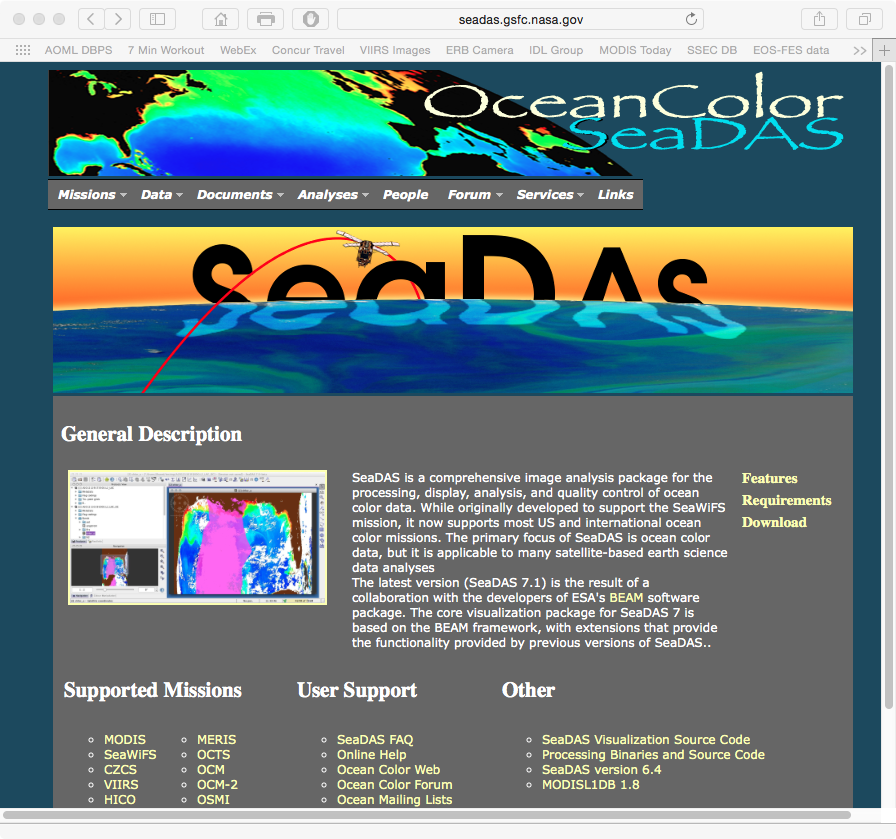 seadas.gsfc.nasa.gov
AOML DBPS 7 Min Workout WebEx Concur Travel VIIRS Images ERB Camera IDL Group MODIS Today SSEC DB EOS-FES data >>
OceanColor
SeaDAS
Missions Data Documents Analyses People Forum Services Links
SeaDAS
General Description
SeaDAS is a comprehensive image analysis package for the
processing, display, analysis, and quality control of ocean
color data. While originally developed to support the SeaWiFS
mission, it now supports most US and international ocean
color missions. The primary focus of SeaDAS is ocean color
data, but it is applicable to many satellite-based earth science
data analyses
The latest version (SeaDAS 7.1) is the result of a
collaboration with the developers of ESA's BEAM software
package. The core visualization package for SeaDAS 7 is
based on the BEAM framework, with extensions that provide
the functionality provided by previous versions of SeaDAS..
Features
Requirements
Download
Supported Missions
MODIS
SeaWiFS
CZCS
VIIRS
HICO
MERIS
OCTS
OCM
OCM-2
OSMI
User Support
SeaDAS FAQ
Online Help
Ocean Color Web
Ocean Color Forum
Ocean Mailing Lists
Other
SeaDAS Visualization Source Code
Processing Binaries and Source Code
SeaDAS version 6.4
MODISL1DB 1.8